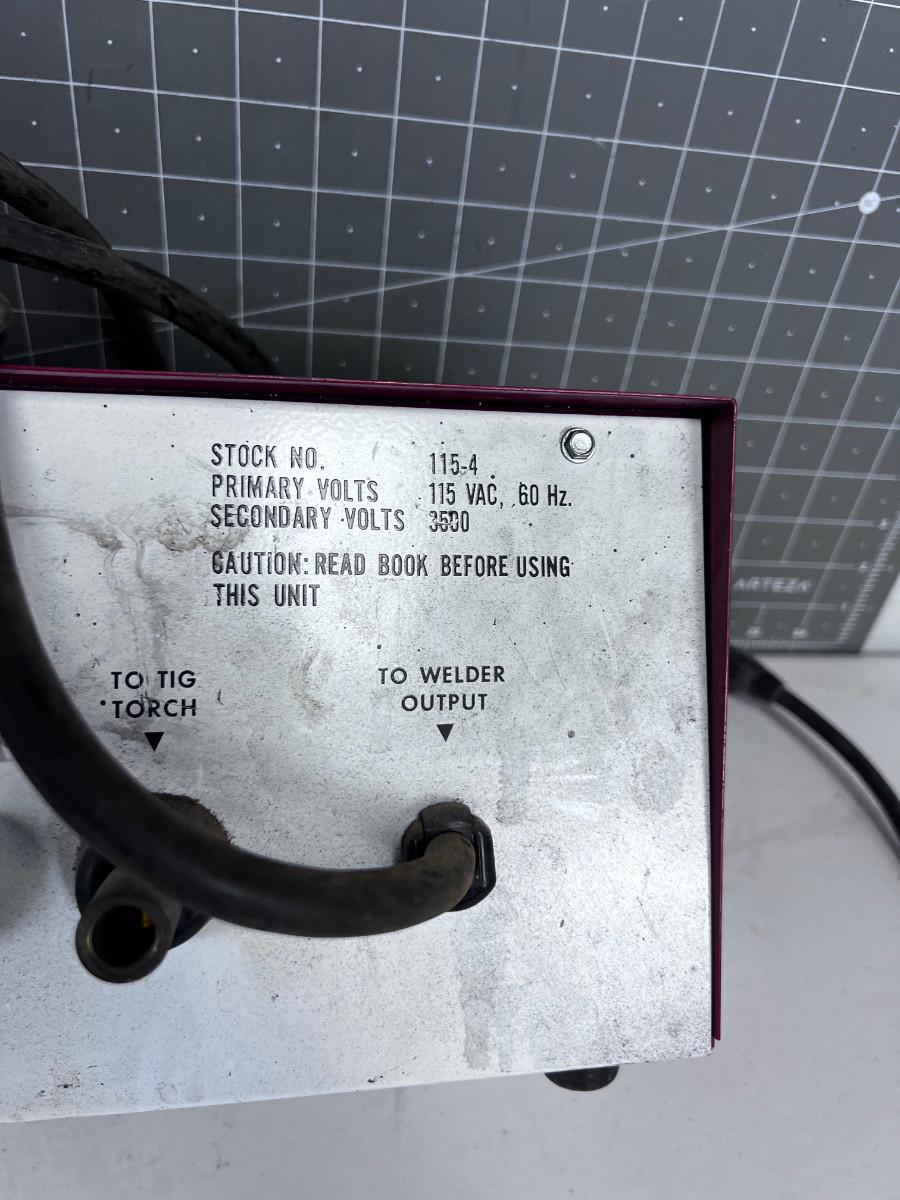 STOCK NO. 115-4
PRIMARY VOLTS 115 VAC, 60 Hz.
SECONDARY VOLTS 3500
CAUTION: READ BOOK BEFORE USING
THIS UNIT
TO TIG
TORCH
TO WELDER
OUTPUT
ARTEZA